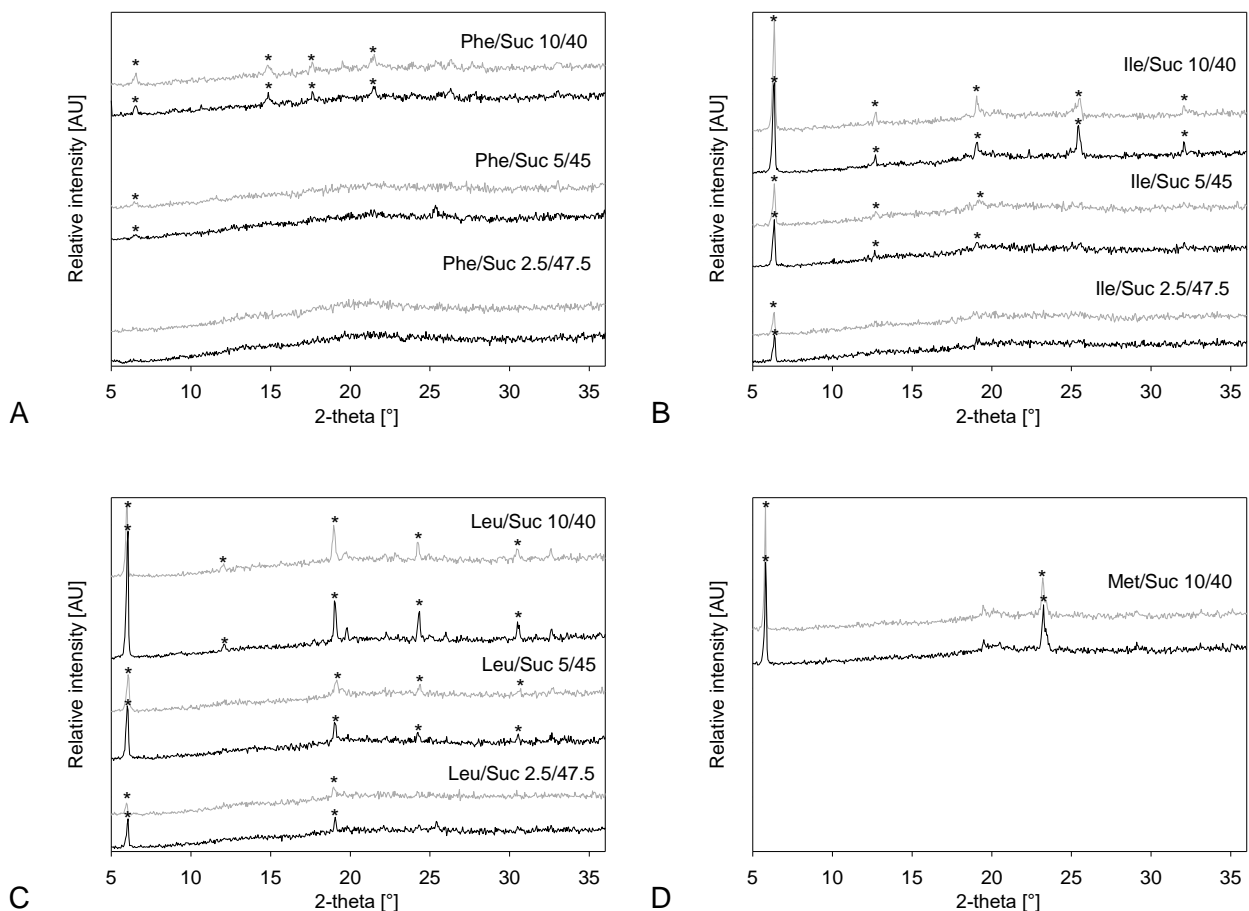 Phe/Suc 10/40
* * * *
* * * *
Phe/Suc 5/45
*
*
Phe/Suc 2.5/47.5
Relative intensity [AU]
5 10 15 20 25 30 35
2-theta [°]
A
*
Ile/Suc 10/40
* * * *
*
* * * *
Ile/Suc 5/45
* * *
* * *
Ile/Suc 2.5/47.5
*
*
Relative intensity [AU]
5 10 15 20 25 30 35
2-theta [°]
B
Leu/Suc 10/40
* * * * *
* * * * *
Leu/Suc 5/45
* * * *
* * * *
Leu/Suc 2.5/47.5
* *
* *
Relative intensity [AU]
5 10 15 20 25 30 35
2-theta [°]
C
*
Met/Suc 10/40
*
* *
Relative intensity [AU]
5 10 15 20 25 30 35
2-theta [°]
D